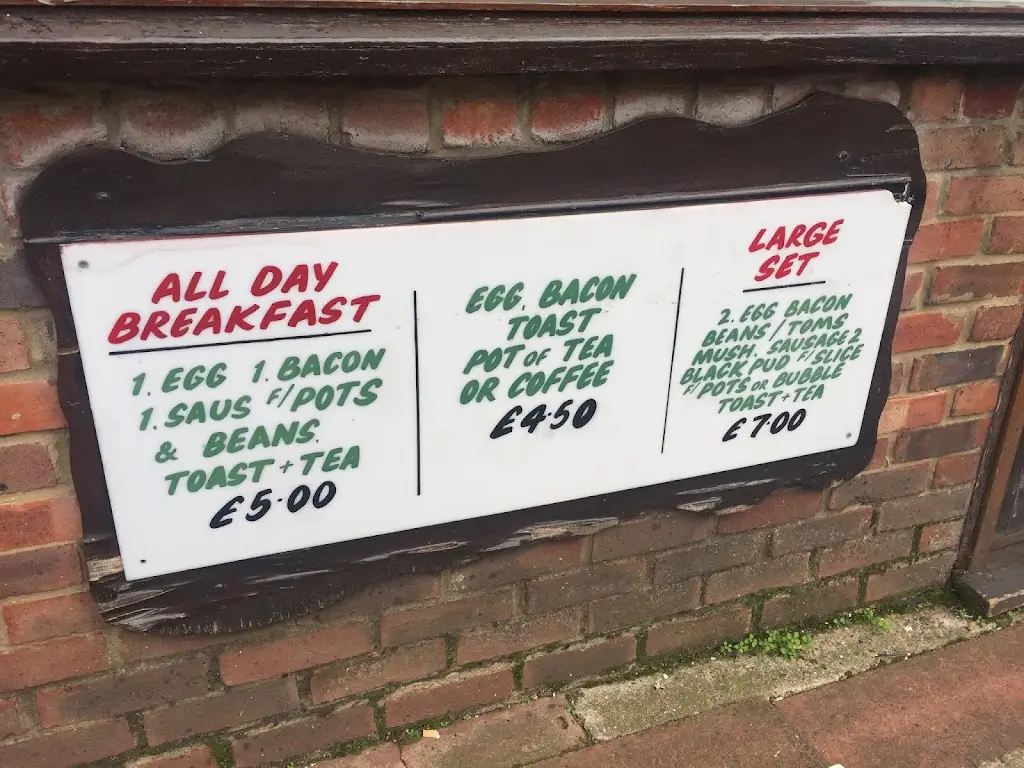 ALL DAY
BREAKFAST
1. EGG 1. BACON
1. SAUS F/POTS
& BEANS.
TOAST + TEA
£5·00
EGG, BACON
TOAST
POT OF TEA
OR COFFEE
£4·50
LARGE
SET
2. EGG BACON
BEANS/TOMS
MUSH. SAUSAGE 2
BLACK PUD F/SLICE
F/POTS OR BUBBLE
TOAST + TEA
£7·00